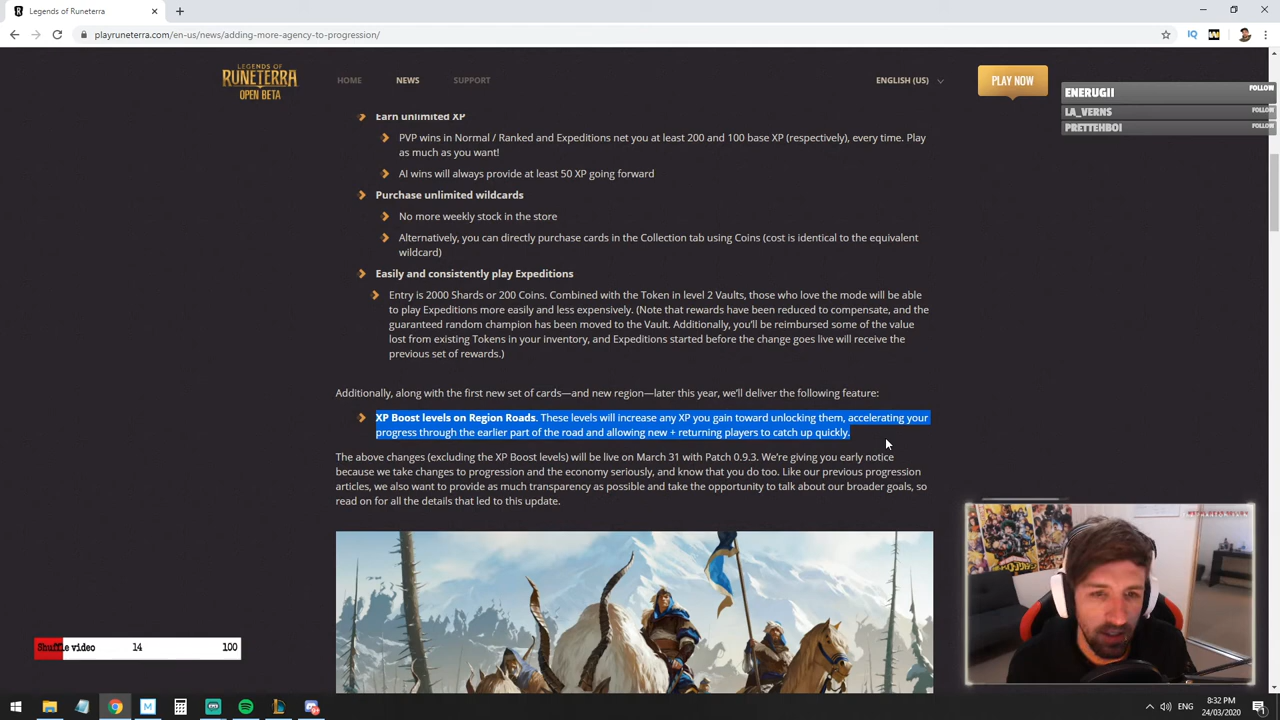 Legends of Runeterra
playruneterra.com/en-us/news/adding-more-agency-to-progression/
IQ
LEGENDS OF
RUNETERRA
OPEN BETA
HOME
NEWS
SUPPORT
ENGLISH (US)
PLAY NOW
ENERUGII
FOLLOW
LA_VERNS
FOLLOW
PRETTEHBOI
FOLLOW
Earn unlimited XP
PVP wins in Normal / Ranked and Expeditions net you at least 200 and 100 base XP (respectively), every time. Play
as much as you want!
AI wins will always provide at least 50 XP going forward
Purchase unlimited wildcards
No more weekly stock in the store
Alternatively, you can directly purchase cards in the Collection tab using Coins (cost is identical to the equivalent
wildcard)
Easily and consistently play Expeditions
Entry is 2000 Shards or 200 Coins. Combined with the Token in level 2 Vaults, those who love the mode will be able
to play Expeditions more easily and less expensively. (Note that rewards have been reduced to compensate, and the
guaranteed random champion has been moved to the Vault. Additionally, you'll be reimbursed some of the value
lost from existing Tokens in your inventory, and Expeditions started before the change goes live will receive the
previous set of rewards.)
Additionally, along with the first new set of cards—and new region—later this year, we'll deliver the following feature:
XP Boost levels on Region Roads. These levels will increase any XP you gain toward unlocking them, accelerating your
progress through the earlier part of the road and allowing new + returning players to catch up quickly.
The above changes (excluding the XP Boost levels) will be live on March 31 with Patch 0.9.3. We're giving you early notice
because we take changes to progression and the economy seriously, and know that you do too. Like our previous progression
articles, we also want to provide as much transparency as possible and take the opportunity to talk about our broader goals, so
read on for all the details that led to this update.
Shuffle video 14 100
ENG
8:32 PM
24/03/2020